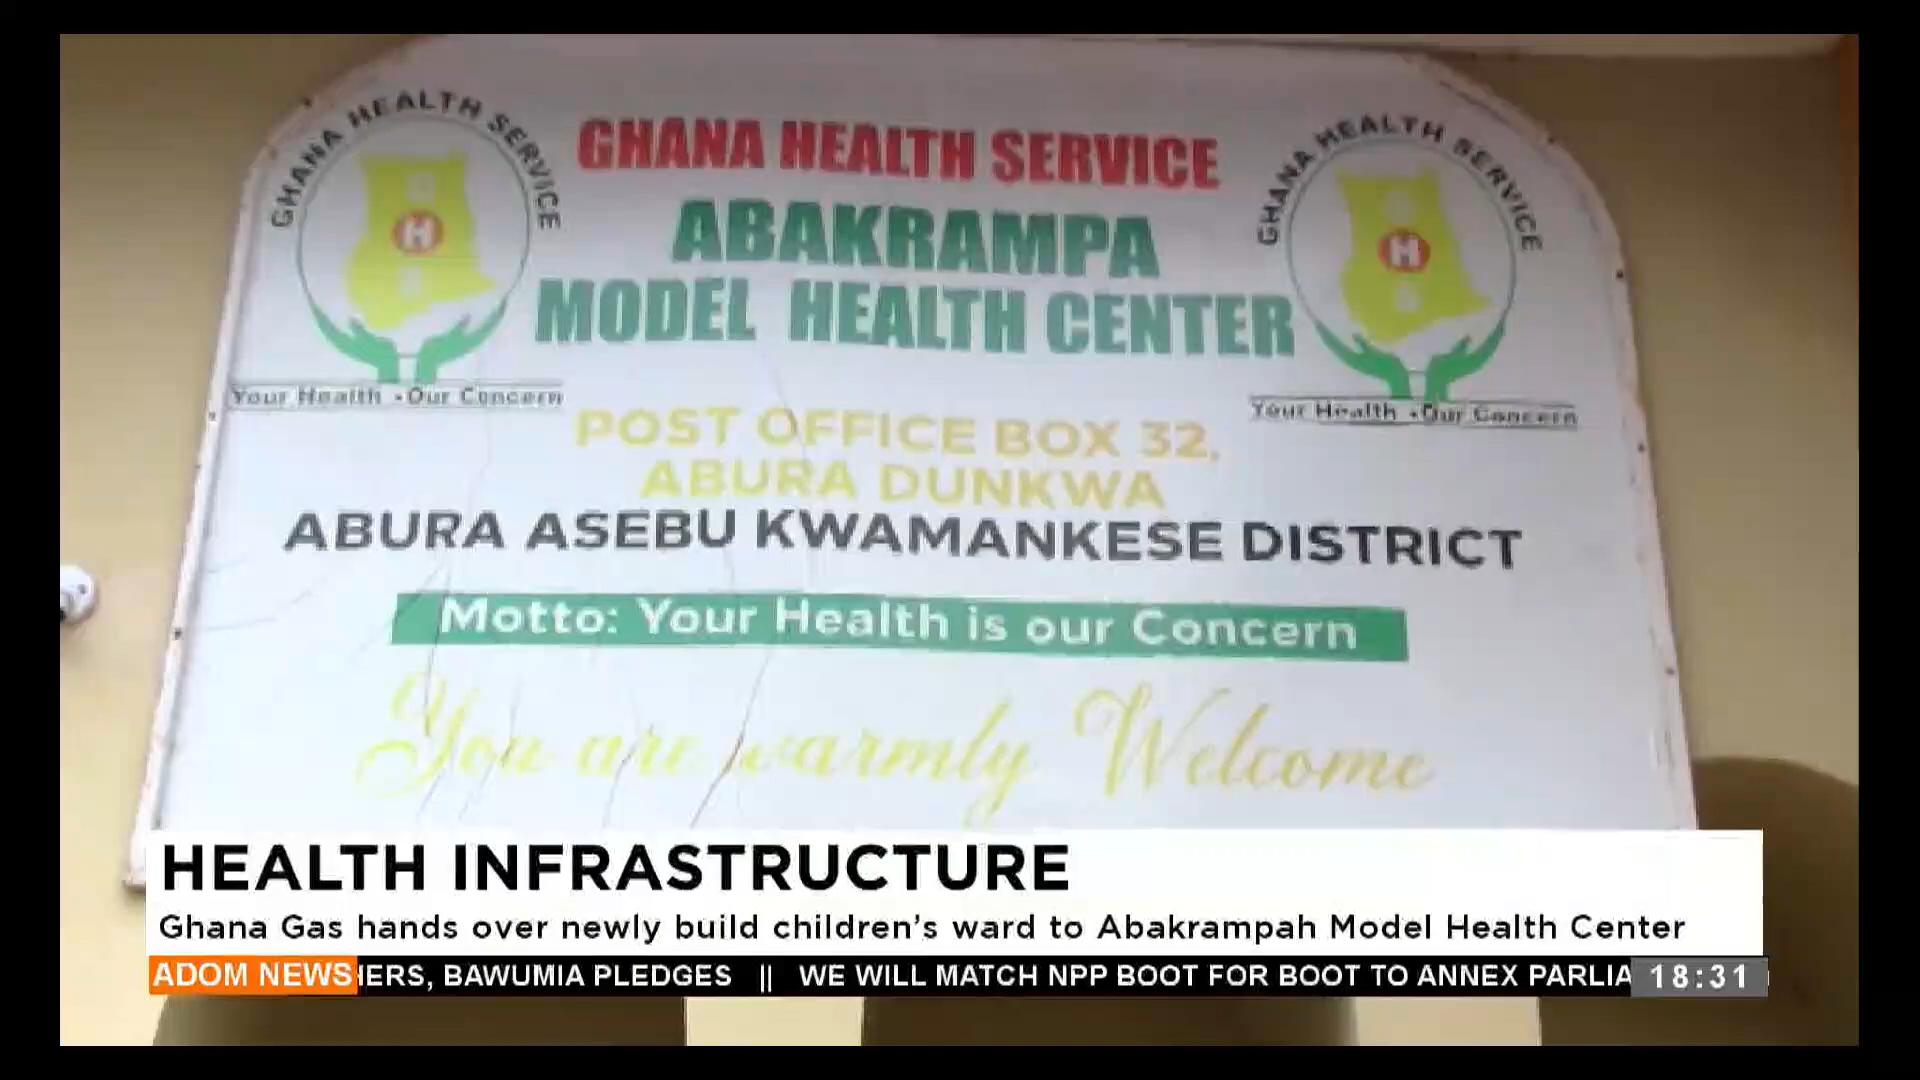 GHANA HEALTH SERVICE
GHANA HEALTH SERVICE
GHANA HEALTH SERVICE
H
H
ABAKRAMPA
MODEL HEALTH CENTER
Your Health • Our Concern
Your Health • Our Concern
POST OFFICE BOX 32,
ABURA DUNKWA
ABURA ASEBU KWAMANKESE DISTRICT
Motto: Your Health is our Concern
You are warmly Welcome
HEALTH INFRASTRUCTURE
Ghana Gas hands over newly build children's ward to Abakrampah Model Health Center
ADOM NEWS HERS, BAWUMIA PLEDGES || WE WILL MATCH NPP BOOT FOR BOOT TO ANNEX PARLIA 18:31